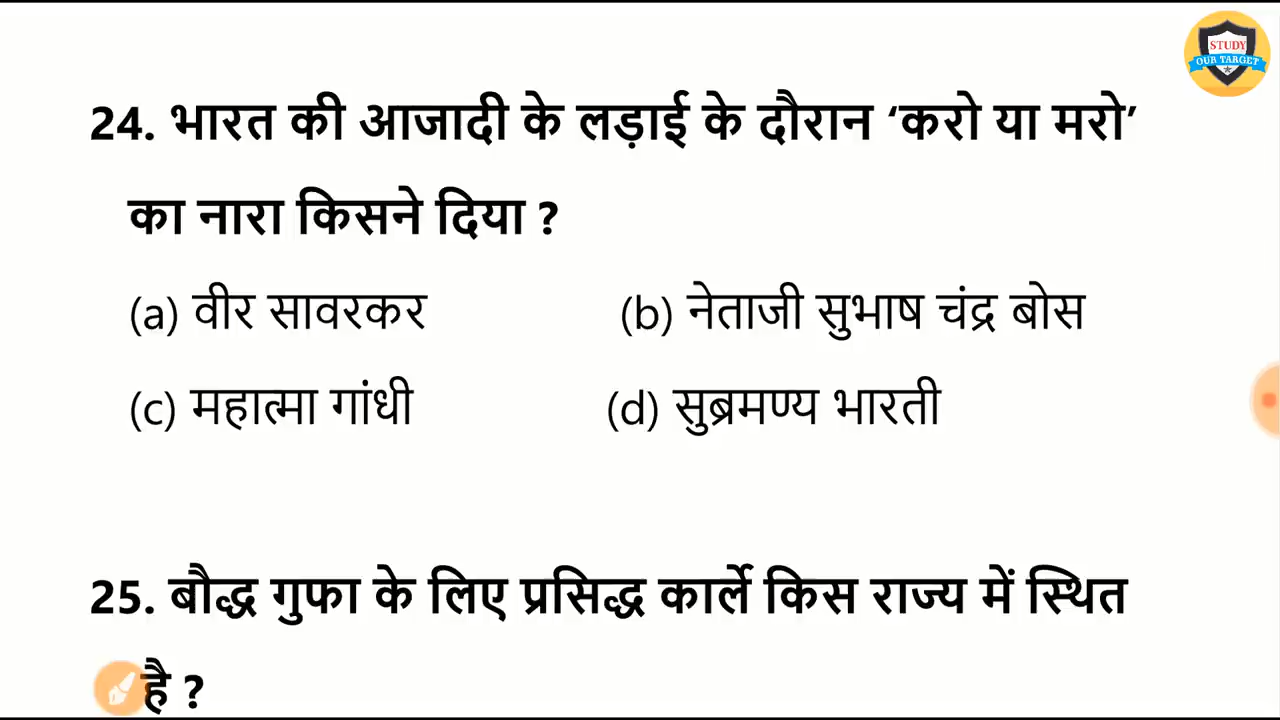 STUDY
OUR TARGET
24. भारत की आजादी के लड़ाई के दौरान ‘करो या मरो’
का नारा किसने दिया ?
(a) वीर सावरकर (b) नेताजी सुभाष चंद्र बोस
(c) महात्मा गांधी (d) सुब्रमण्य भारती
25. बौद्ध गुफा के लिए प्रसिद्ध कार्ले किस राज्य में स्थित
है ?